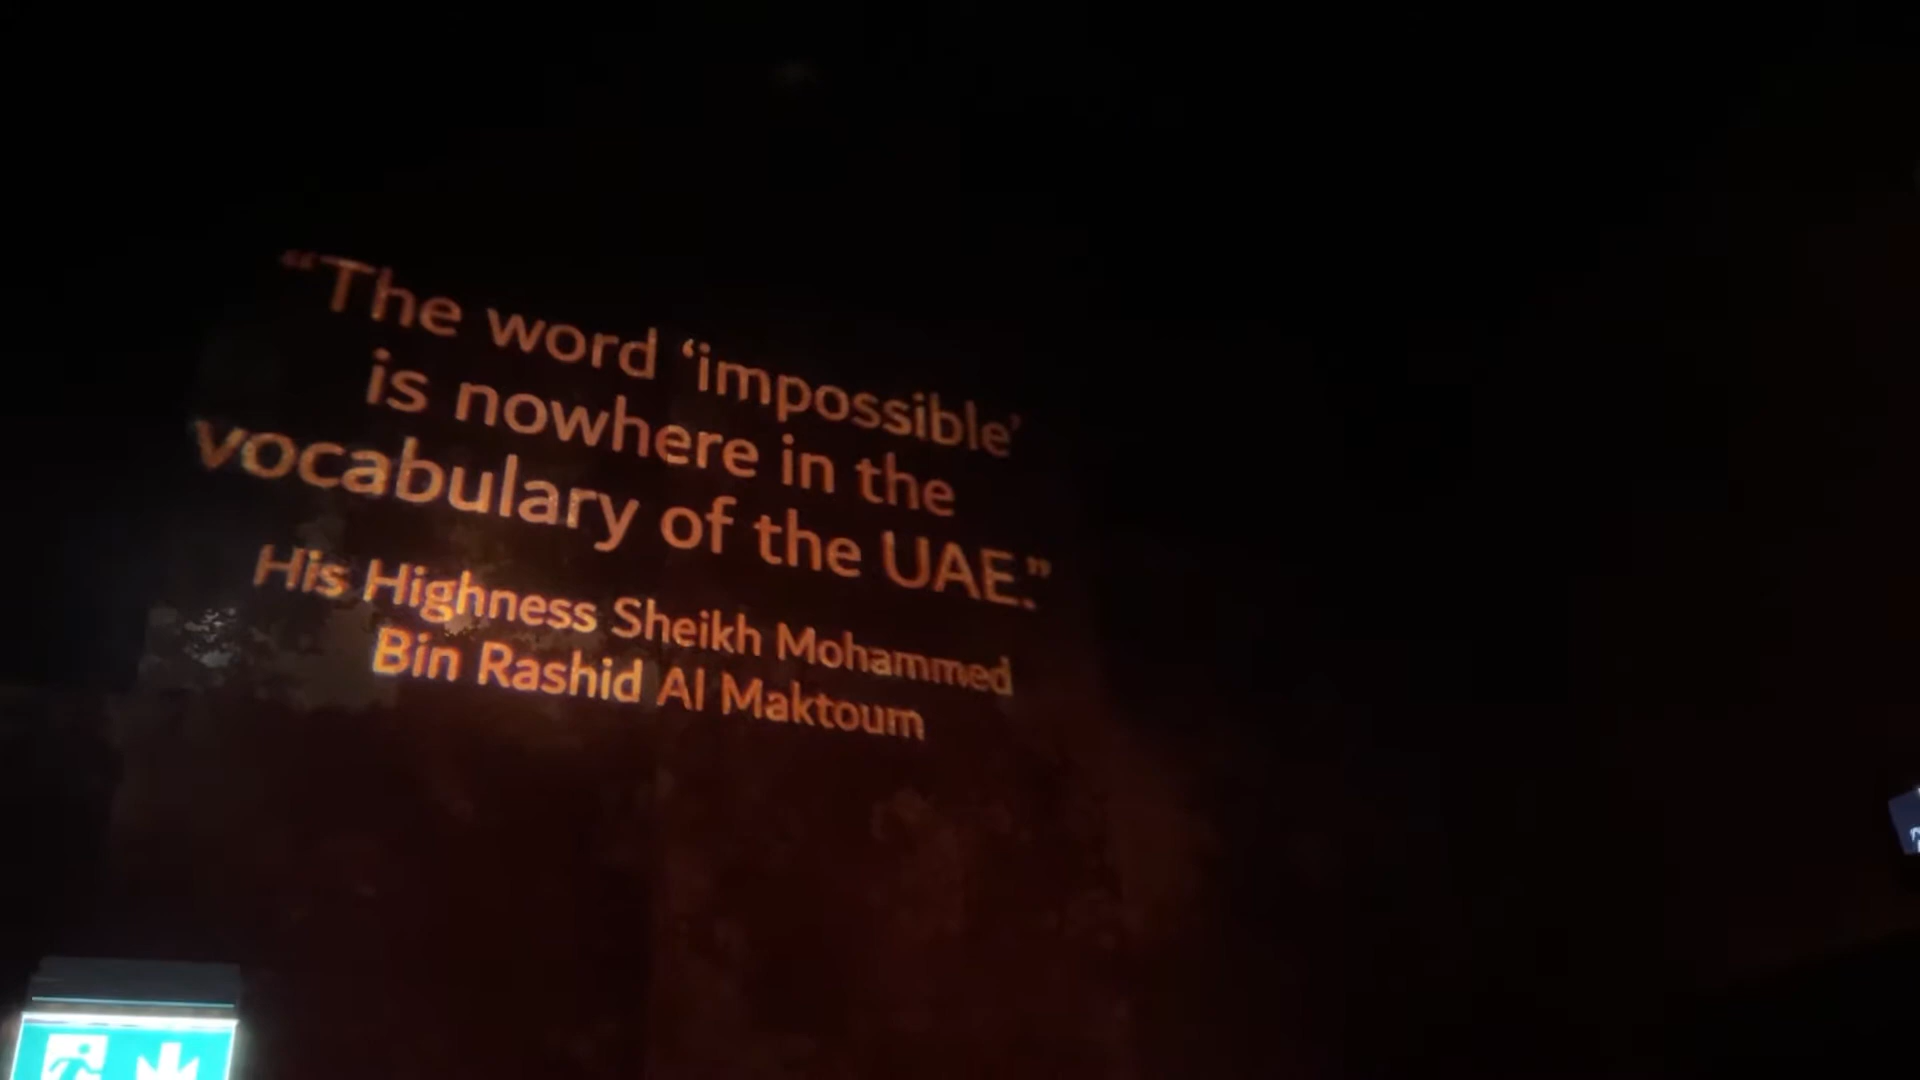 “The word ‘impossible’
is nowhere in the
vocabulary of the UAE.”
His Highness Sheikh Mohammed
Bin Rashid Al Maktoum